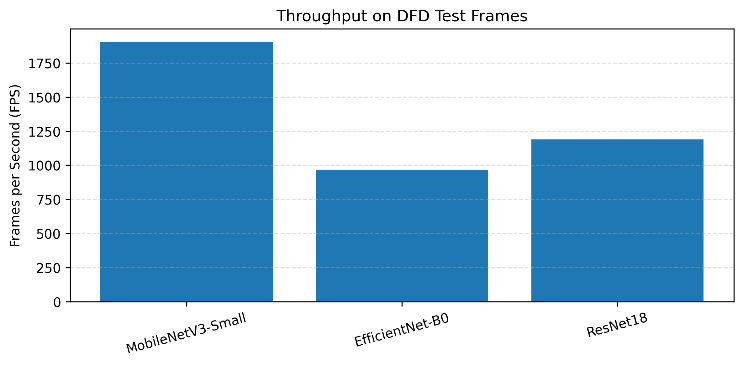 Throughput on DFD Test Frames
Frames per Second (FPS)
1750
1500
1250
1000
750
500
250
0
MobileNetV3-Small
EfficientNet-B0
ResNet18